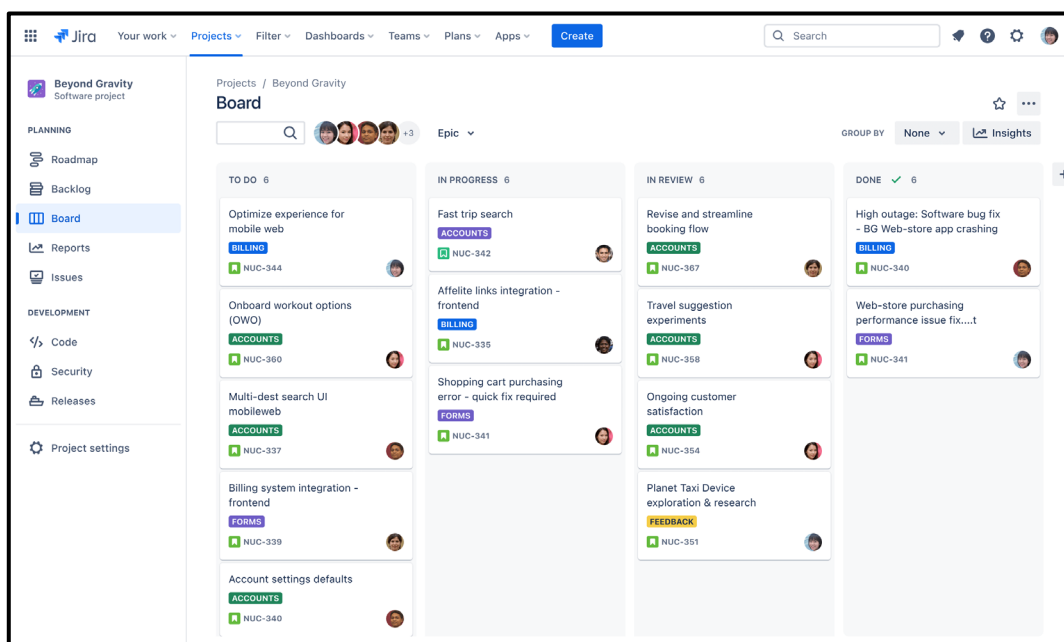 Jira
Your work
Projects
Filter
Dashboards
Teams
Plans
Apps
Create
Search
Beyond Gravity
Software project
PLANNING
Roadmap
Backlog
Board
Reports
Issues
DEVELOPMENT
Code
Security
Releases
Project settings
Projects / Beyond Gravity
Board
+3
Epic
GROUP BY
None
Insights
TO DO 6
Optimize experience for
mobile web
BILLING
NUC-344
Onboard workout options
(OWO)
ACCOUNTS
NUC-360
Multi-dest search UI
mobileweb
ACCOUNTS
NUC-337
Billing system integration -
frontend
FORMS
NUC-339
Account settings defaults
ACCOUNTS
NUC-340
IN PROGRESS 6
Fast trip search
ACCOUNTS
NUC-342
Affelite links integration -
frontend
BILLING
NUC-335
Shopping cart purchasing
error - quick fix required
FORMS
NUC-341
IN REVIEW 6
Revise and streamline
booking flow
ACCOUNTS
NUC-367
Travel suggestion
experiments
ACCOUNTS
NUC-358
Ongoing customer
satisfaction
ACCOUNTS
NUC-354
Planet Taxi Device
exploration & research
FEEDBACK
NUC-351
DONE 6
High outage: Software bug fix
- BG Web-store app crashing
BILLING
NUC-340
Web-store purchasing
performance issue fix....t
FORMS
NUC-341